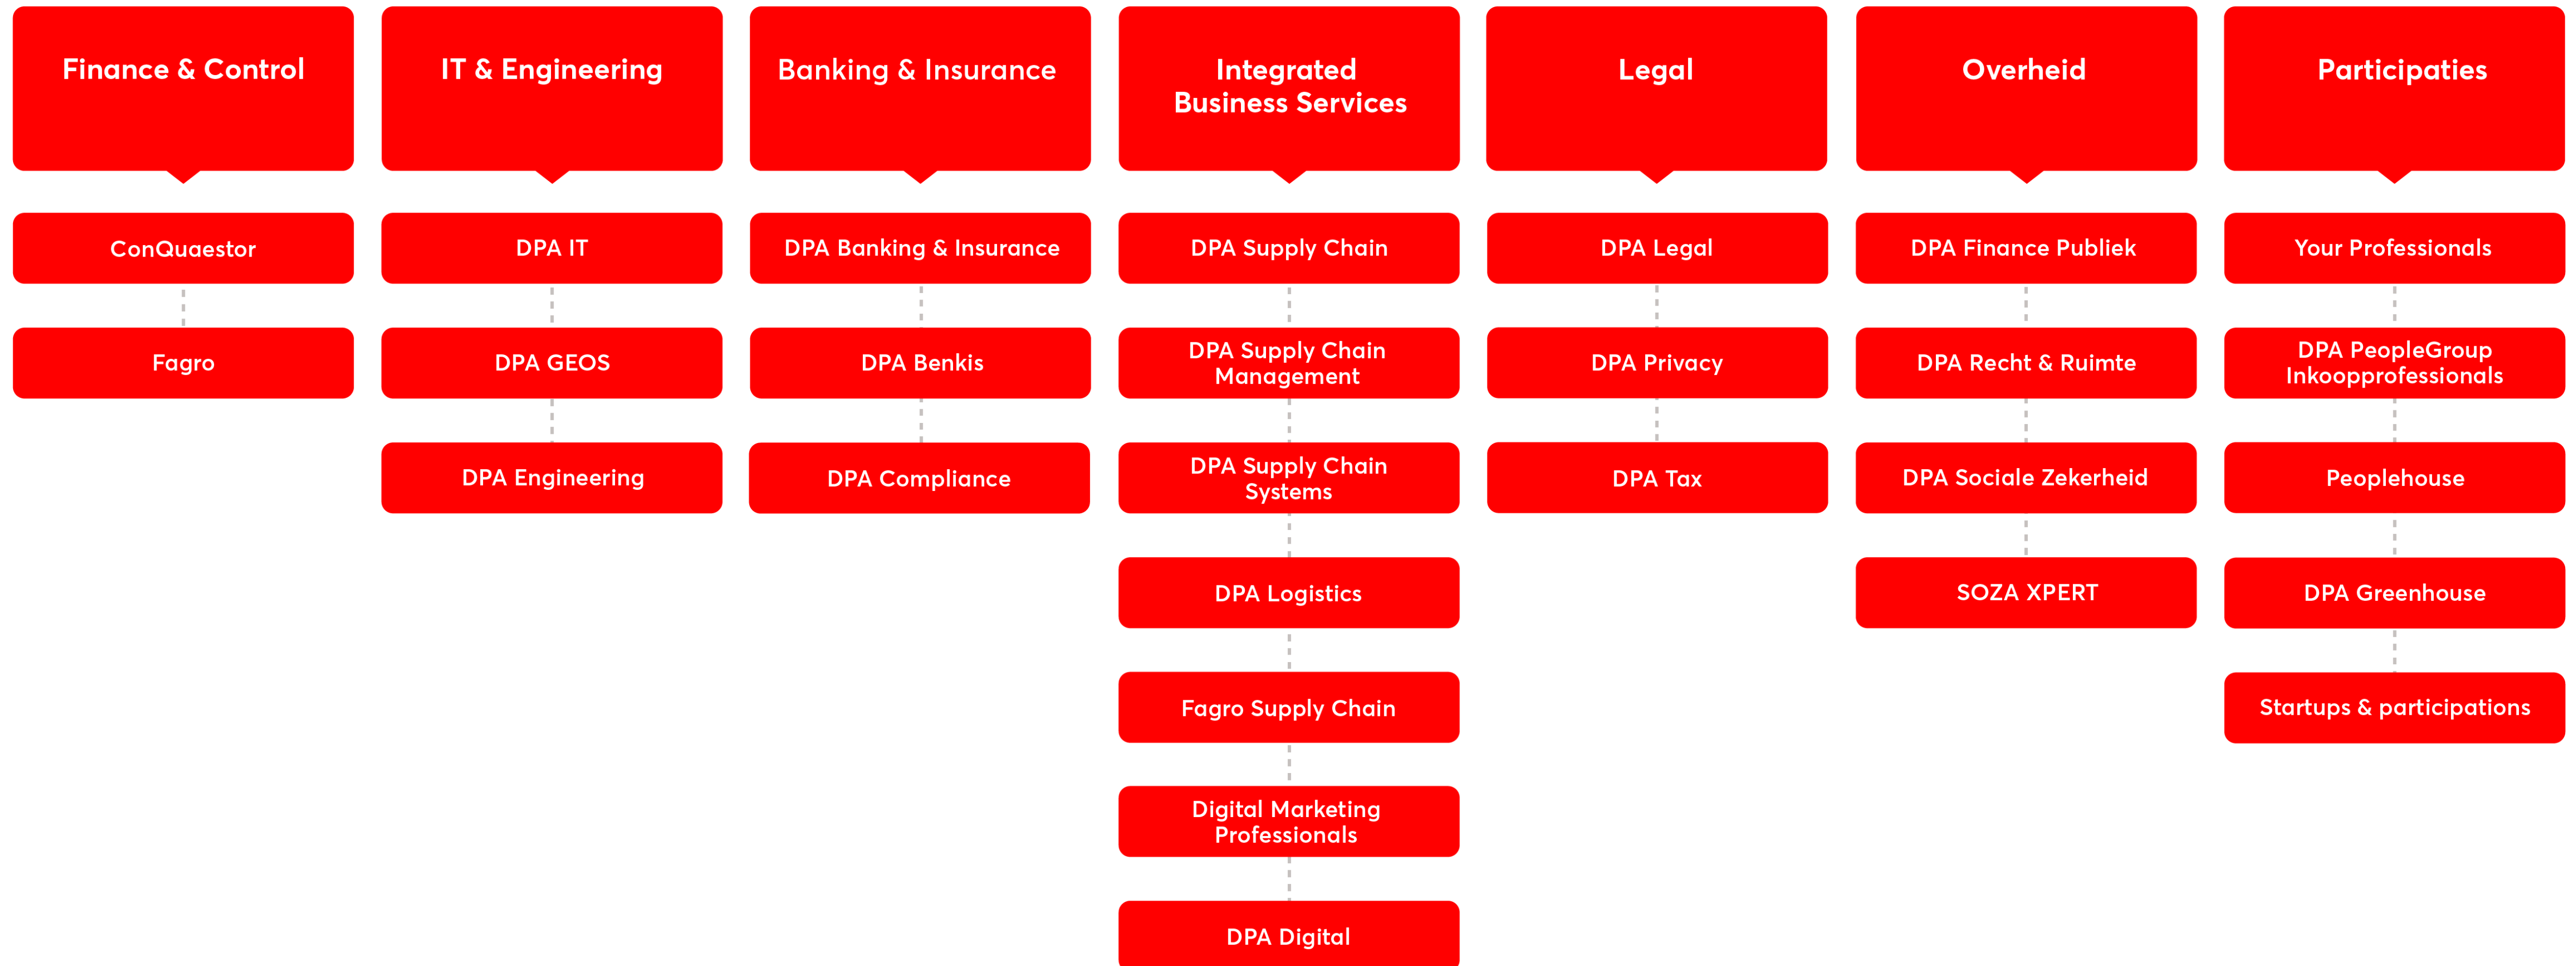 Finance & Control
ConQuaestor
Fagro
IT & Engineering
DPA IT
DPA GEOS
DPA Engineering
Banking & Insurance
DPA Banking & Insurance
DPA Benkis
DPA Compliance
Integrated
Business Services
DPA Supply Chain
DPA Supply Chain
Management
DPA Supply Chain
Systems
DPA Logistics
Fagro Supply Chain
Digital Marketing
Professionals
DPA Digital
Legal
DPA Legal
DPA Privacy
DPA Tax
Overheid
DPA Finance Publiek
DPA Recht & Ruimte
DPA Sociale Zekerheid
SOZA XPERT
Participaties
Your Professionals
DPA PeopleGroup
Inkoopprofessionals
Peoplehouse
DPA Greenhouse
Startups & participations